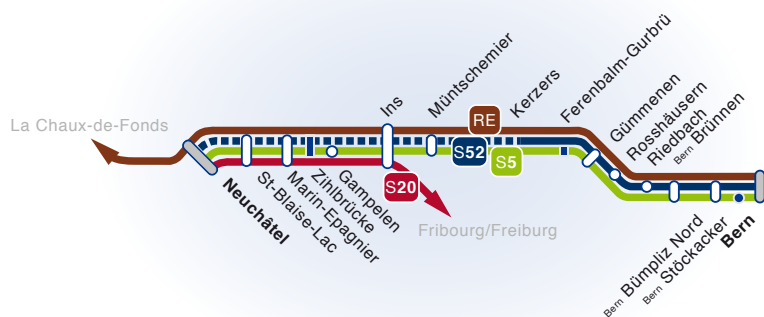 La Chaux-de-Fonds
Neuchâtel
St-Blaise-Lac
Marin-Epagnier
Zihlbrücke
Gampelen
Ins
S20
Fribourg/Freiburg
Müntschemier
RE
S52
S5
Kerzers
Ferenbalm-Gurbrü
Gümmenen
Rosshäusern
Riedbach
Bern Brünnen
Bern Bümpliz Nord
Bern Stöckacker
Bern